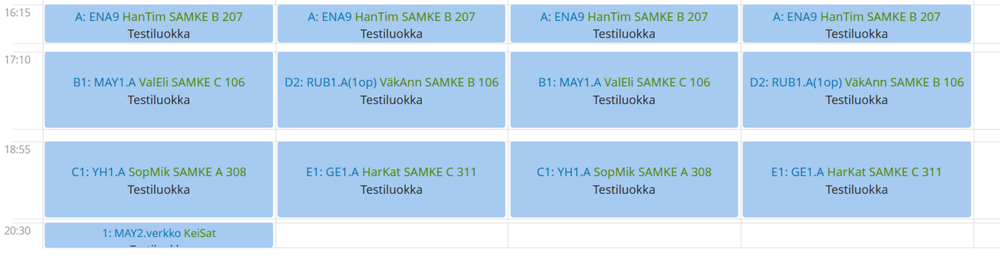 16:15
A: ENA9 HanTim SAMKE B 207
Testiluokka
A: ENA9 HanTim SAMKE B 207
Testiluokka
A: ENA9 HanTim SAMKE B 207
Testiluokka
A: ENA9 HanTim SAMKE B 207
Testiluokka
17:10
B1: MAY1.A ValEli SAMKE C 106
Testiluokka
D2: RUB1.A(1op) VäkAnn SAMKE B 106
Testiluokka
B1: MAY1.A ValEli SAMKE C 106
Testiluokka
D2: RUB1.A(1op) VäkAnn SAMKE B 106
Testiluokka
18:55
C1: YH1.A SopMik SAMKE A 308
Testiluokka
E1: GE1.A HarKat SAMKE C 311
Testiluokka
C1: YH1.A SopMik SAMKE A 308
Testiluokka
E1: GE1.A HarKat SAMKE C 311
Testiluokka
20:30
1: MAY2.verkko KeiSat